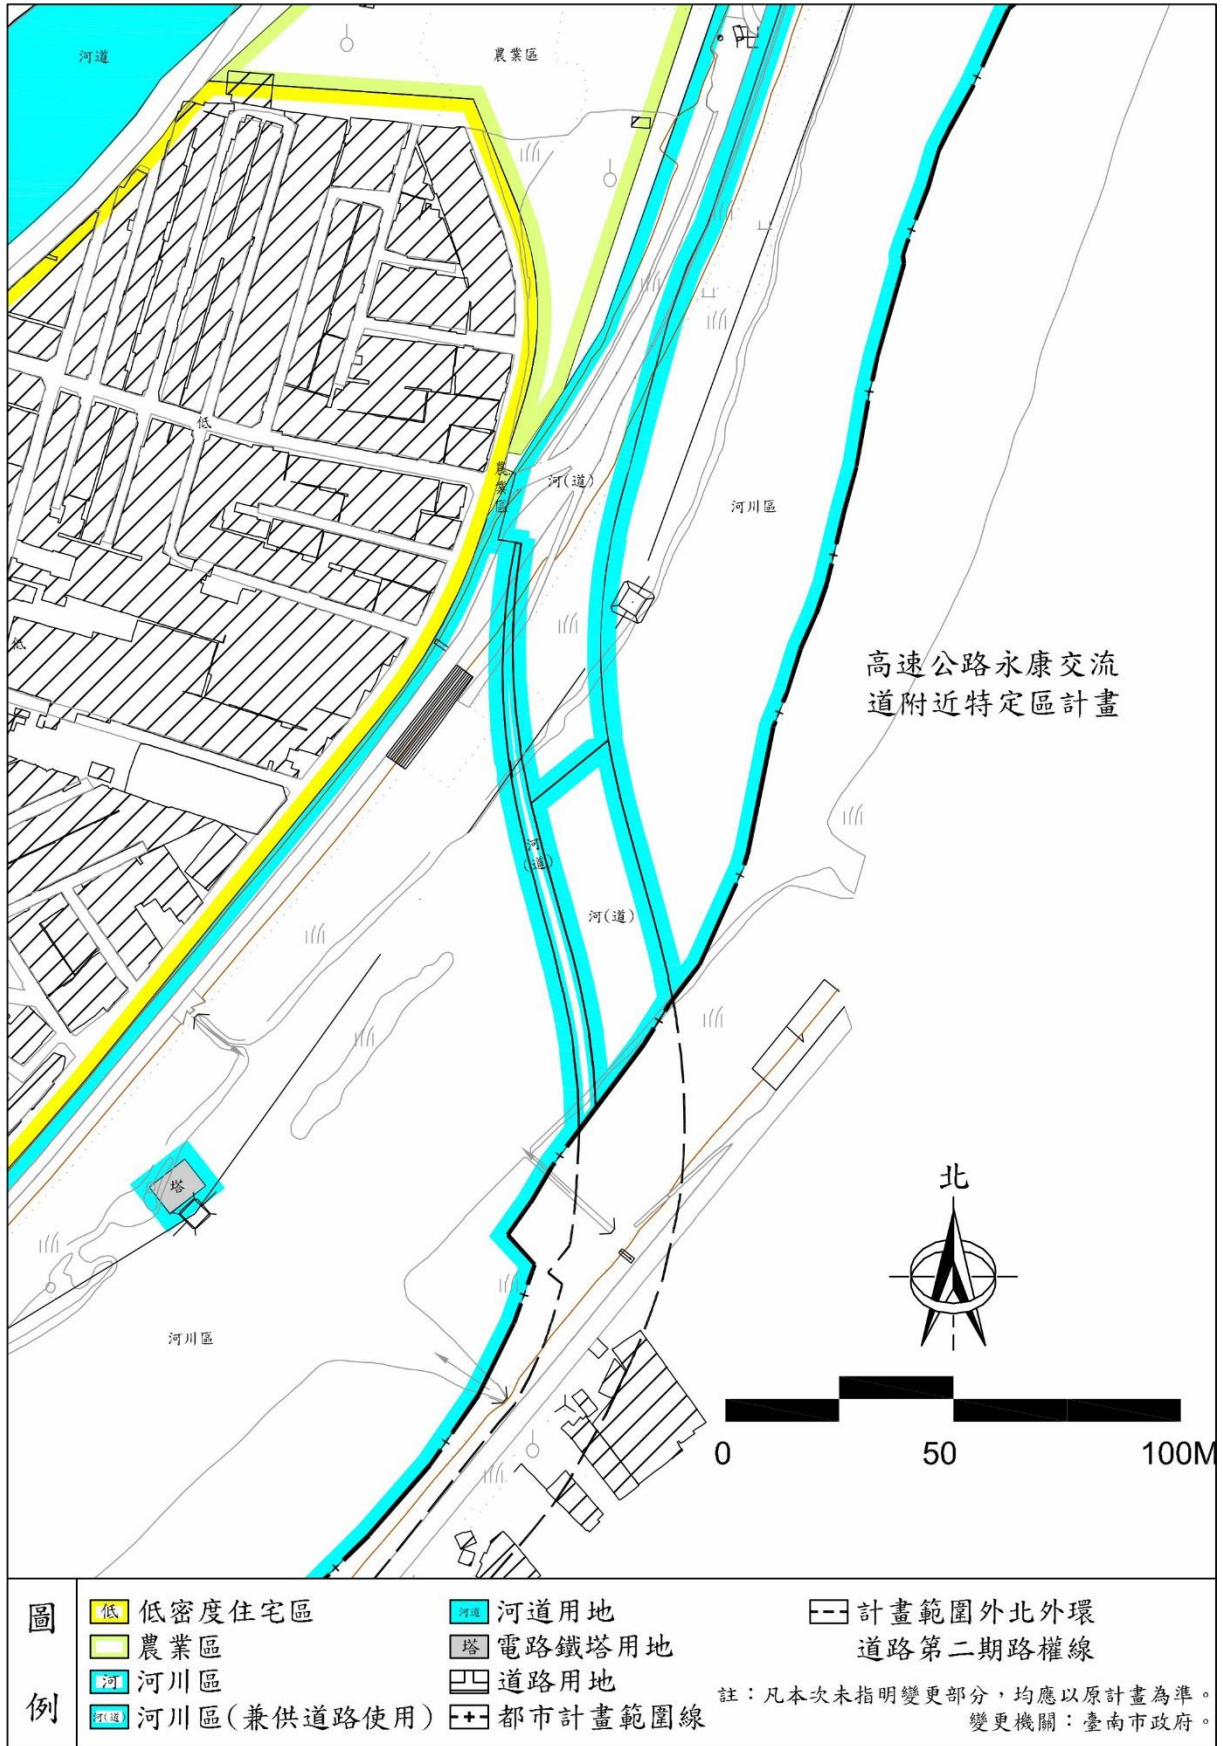 河道
農業區
低
農業區
河(道)
河川區
低
高速公路永康交流
道附近特定區計畫
河(道)
河(道)
塔
北
河川區
0 50 100M
圖例
低 低密度住宅區
農業區
河 河川區
河(道) 河川區(兼供道路使用)
河道 河道用地
塔 電路鐵塔用地
道路用地
都市計畫範圍線
計畫範圍外北外環
道路第二期路權線
註：凡本次未指明變更部分，均應以原計畫為準。
變更機關：臺南市政府。